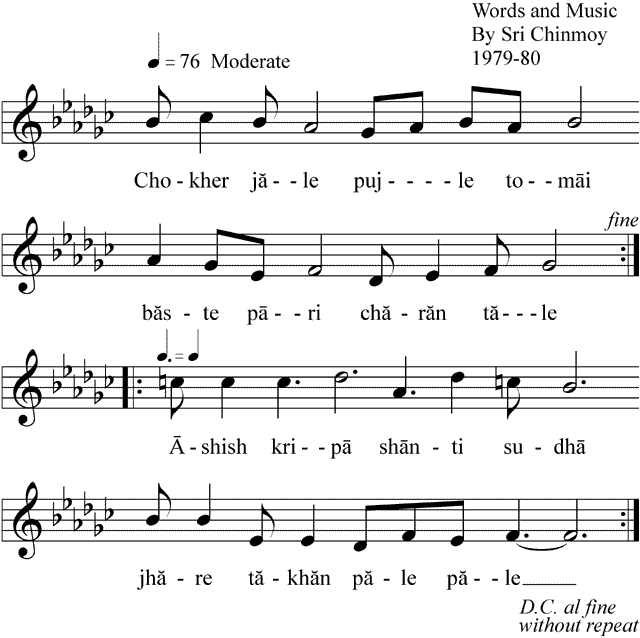 Words and Music
By Sri Chinmoy
1979-80
= 76 Moderate
Cho - kher jă - - le puj - - - - - le to - māi
fine
băs - - te pā - - ri chă - răn tă - - - le
=
Ā - shish kri - - pā shān - ti su - dhā
jhă - re tă - khăn pă - le pă - le
D.C. al fine
without repeat